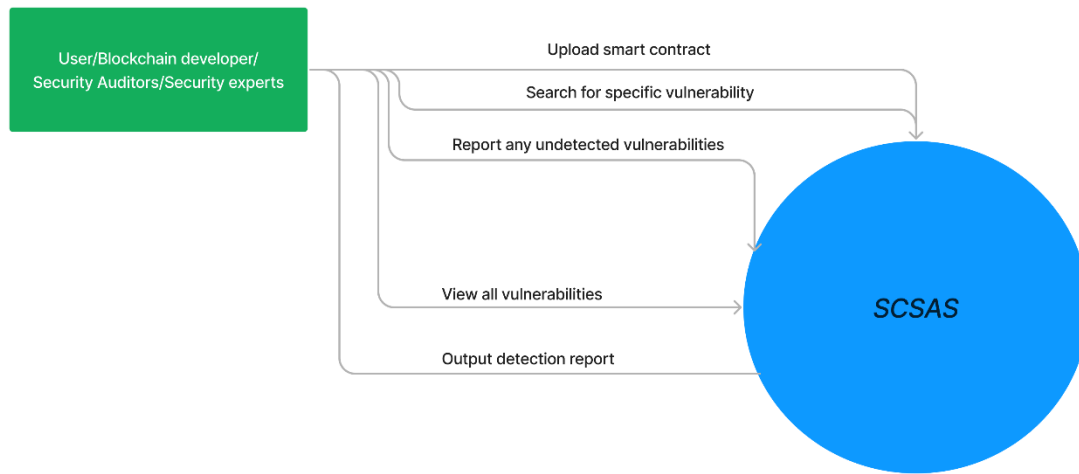 User/Blockchain developer/
Security Auditors/Security experts
Upload smart contract
Search for specific vulnerability
Report any undetected vulnerabilities
View all vulnerabilities
SCSAS
Output detection report